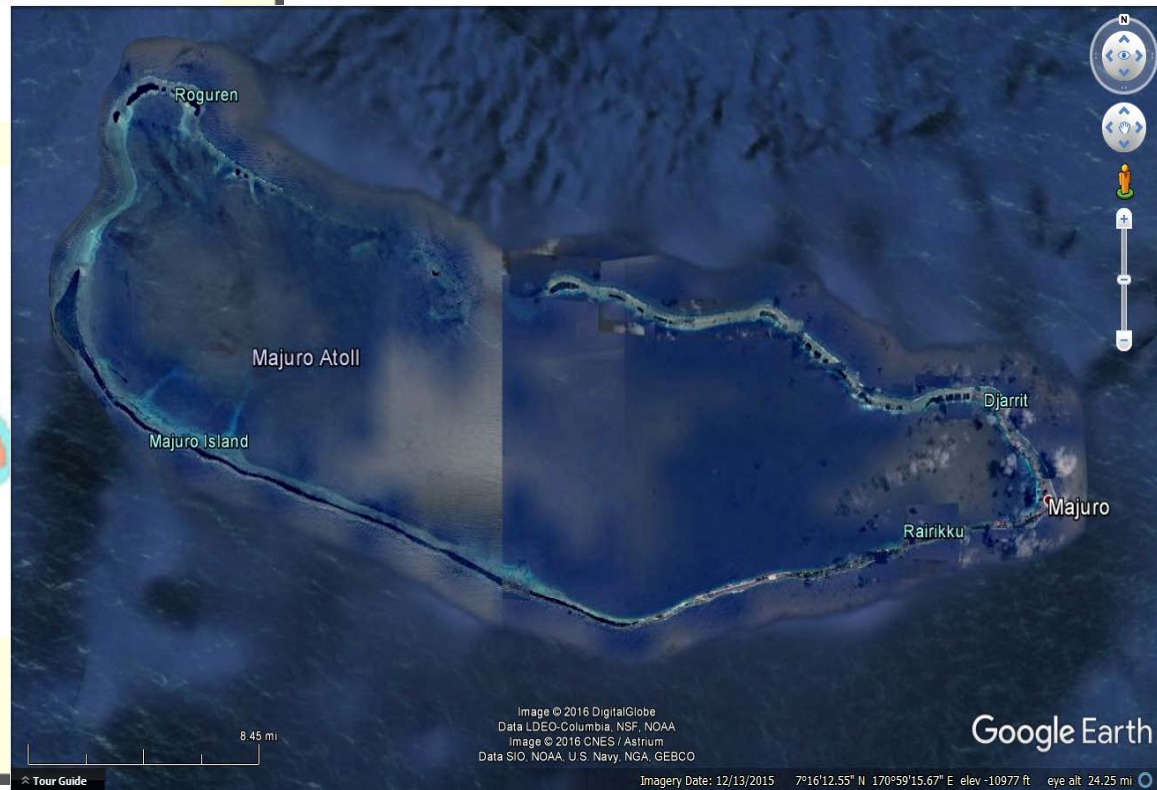 N
Roguren
Majuro Atoll
Djarrit
Majuro Island
Majuro
Rairikku
Image © 2016 DigitalGlobe
Data LDEO-Columbia, NSF, NOAA
Image © 2016 CNES / Astrium
Data SIO, NOAA, U.S. Navy, NGA, GEBCO
Google Earth
8.45 mi
Tour Guide
Imagery Date: 12/13/2015 7°16'12.55" N 170°59'15.67" E elev -10977 ft eye alt 24.25 mi